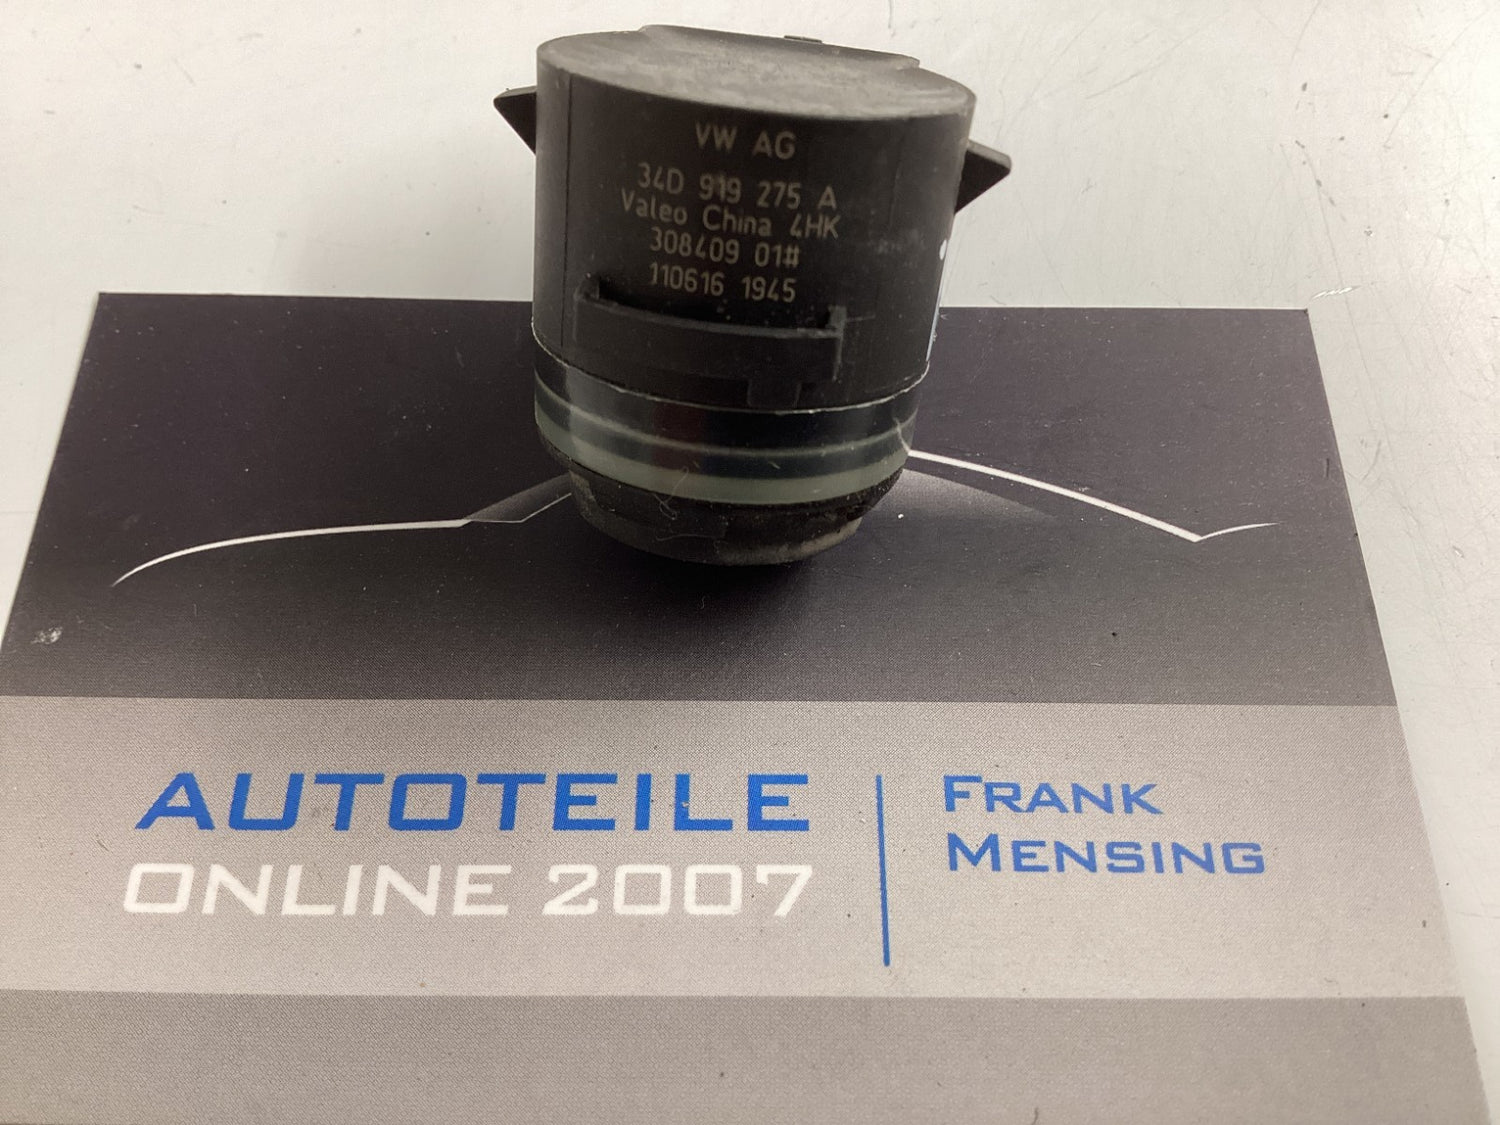 VW AG
34D 919 275 A
Valeo China 4HK
308409 01#
110616 1945
AUTOTEILE
ONLINE 2007
FRANK
MENSING